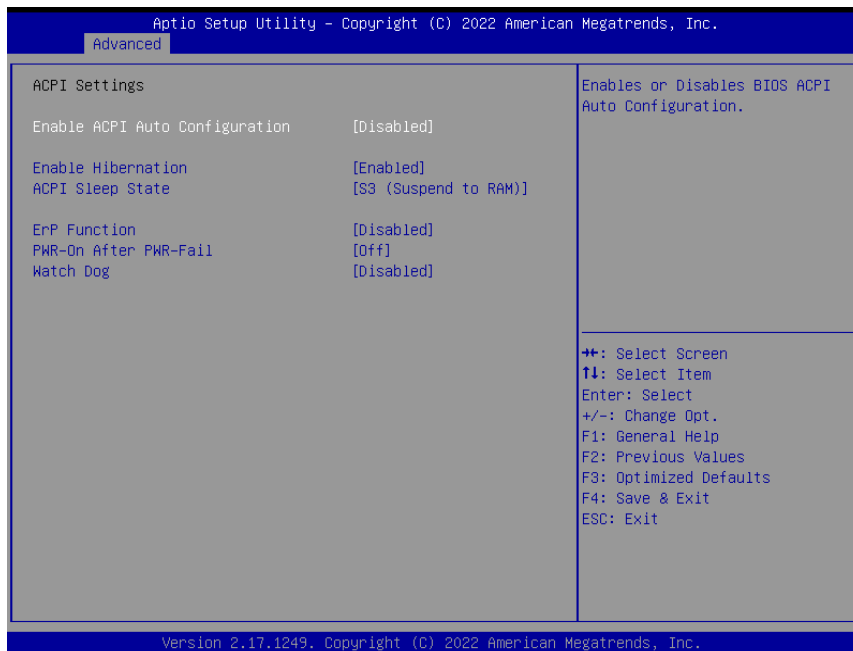 Aptio Setup Utility – Copyright (C) 2022 American Megatrends, Inc.
Advanced
ACPI Settings
Enable ACPI Auto Configuration [Disabled]
Enable Hibernation [Enabled]
ACPI Sleep State [S3 (Suspend to RAM)]
ErP Function [Disabled]
PWR-On After PWR-Fail [Off]
Watch Dog [Disabled]
Enables or Disables BIOS ACPI
Auto Configuration.
→←: Select Screen
↑↓: Select Item
Enter: Select
+/-: Change Opt.
F1: General Help
F2: Previous Values
F3: Optimized Defaults
F4: Save & Exit
ESC: Exit
Version 2.17.1249. Copyright (C) 2022 American Megatrends, Inc.